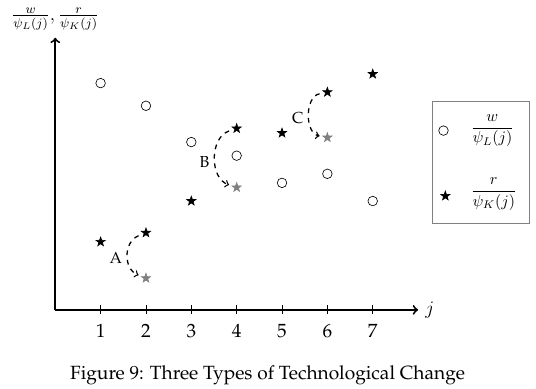 w/ψ_L(j), r/ψ_K(j)
C
w/ψ_L(j)
B
r/ψ_K(j)
A
j
1 2 3 4 5 6 7
Figure 9: Three Types of Technological Change